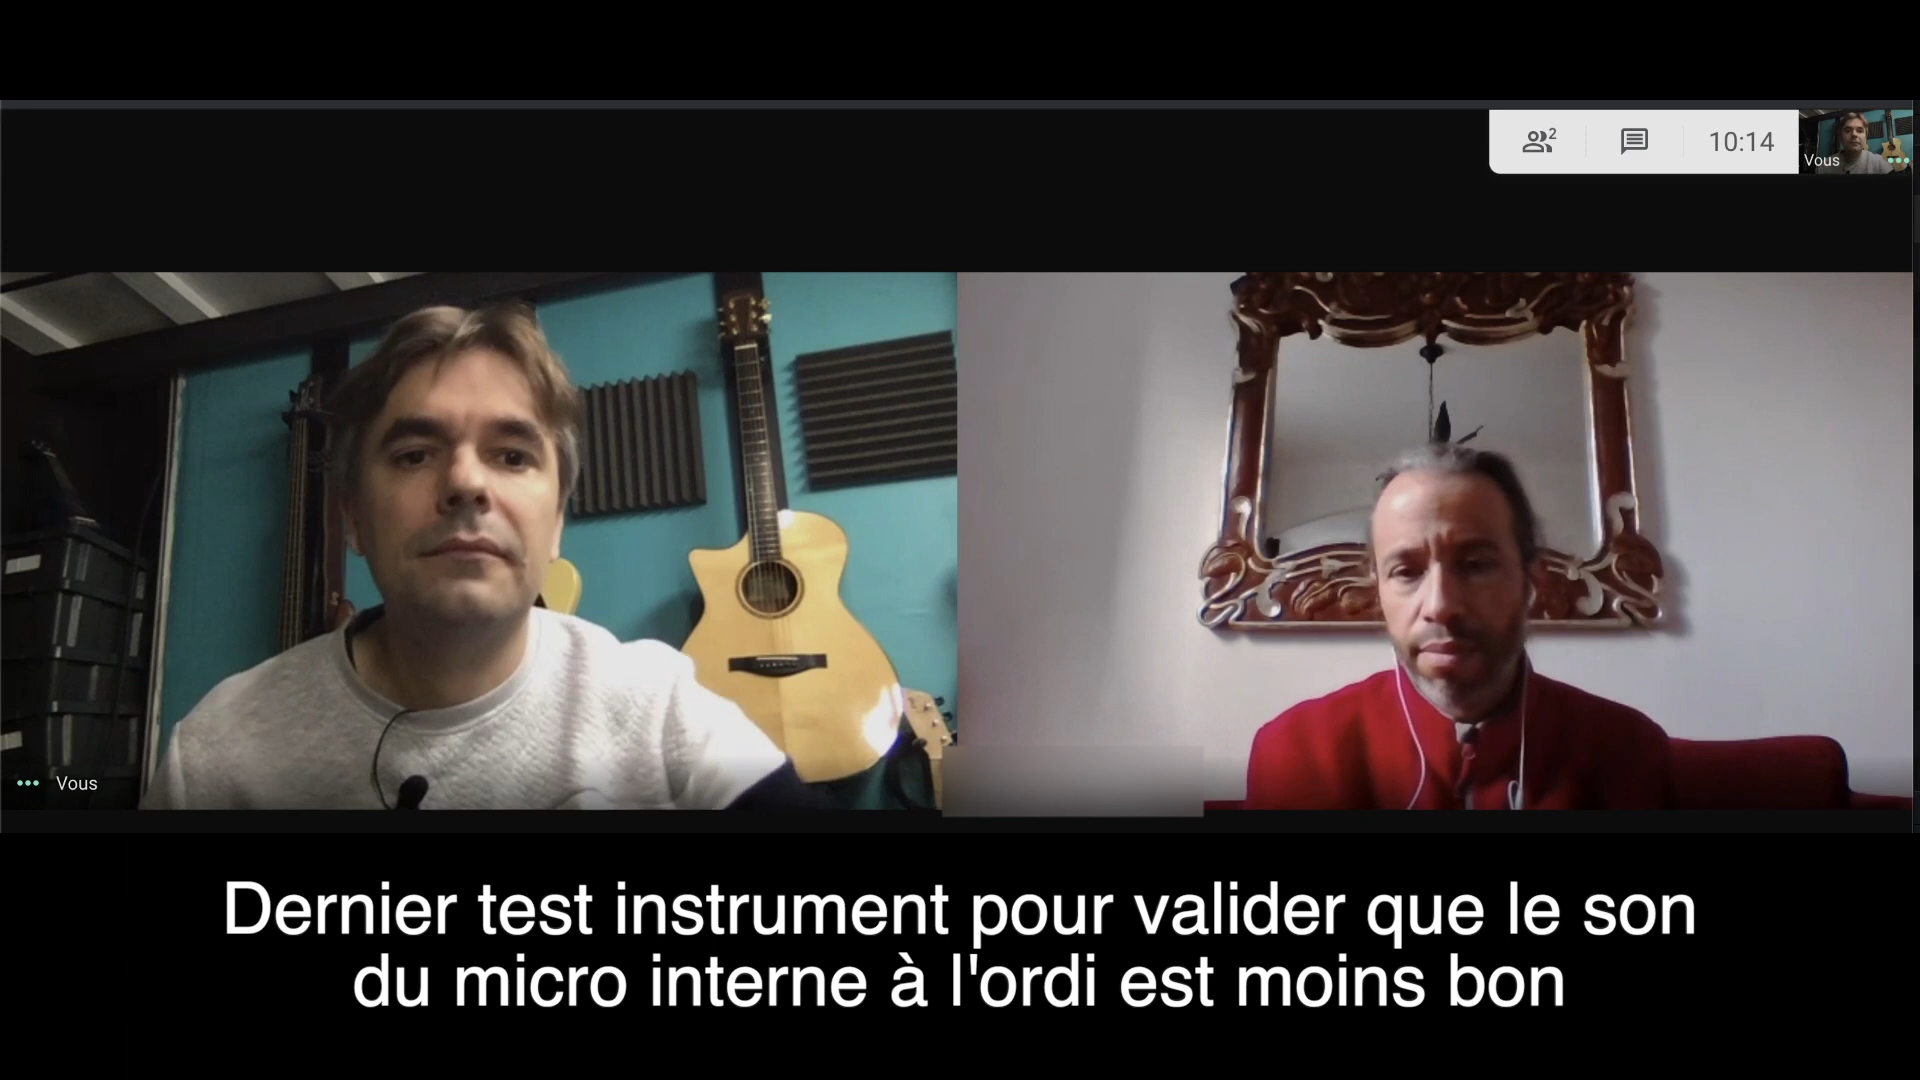 2
10:14
Vous
Vous
Dernier test instrument pour valider que le son
du micro interne à l'ordi est moins bon